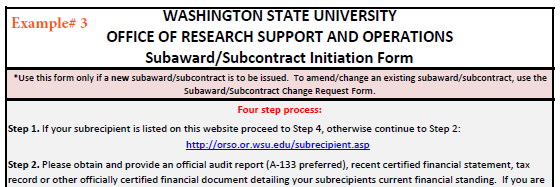 Example# 3
WASHINGTON STATE UNIVERSITY
OFFICE OF RESEARCH SUPPORT AND OPERATIONS
Subaward/Subcontract Initiation Form
*Use this form only if a new subaward/subcontract is to be issued. To amend/change an existing subaward/subcontract, use the
Subaward/Subcontract Change Request Form.
Four step process:
Step 1. If your subrecipient is listed on this website proceed to Step 4, otherwise continue to Step 2:
http://orso.or.wsu.edu/subrecipient.asp
Step 2. Please obtain and provide an official audit report (A-133 preferred), recent certified financial statement, tax
record or other officially certified financial document detailing your subrecipients current financial standing. If you are